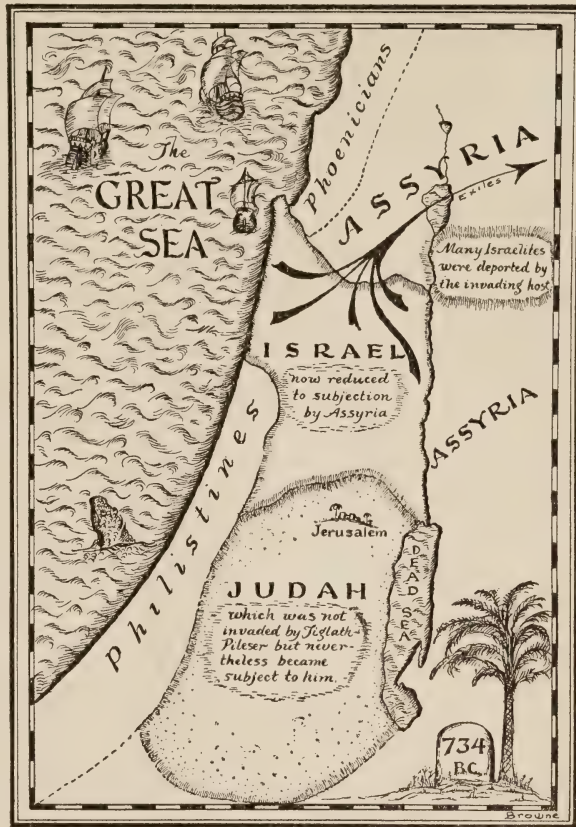 The
GREAT
SEA
Phoenicians
ASSYRIA
Exiles
Many Israelites
were deported by
the invading host
ISRAEL
now reduced
to subjection
by Assyria
ASSYRIA
Philistines
Jerusalem
DEAD SEA
JUDAH
which was not
invaded by Tiglath-
Pileser but never-
theless became
subject to him.
734
B.C.
Browne